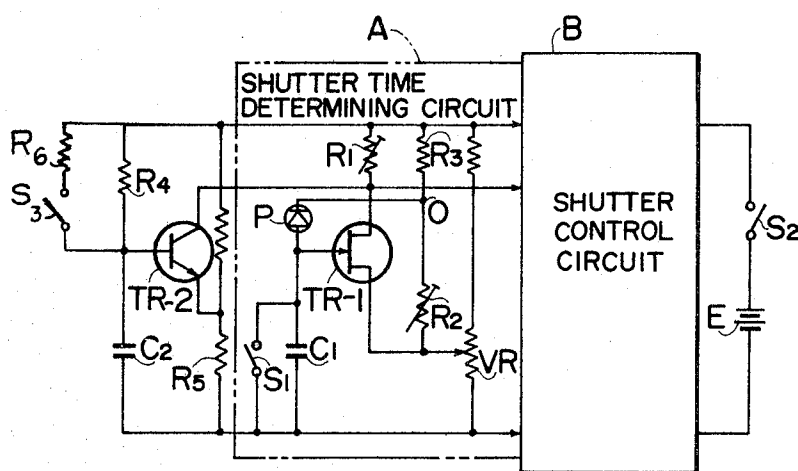 A
B
SHUTTER TIME
DETERMINING CIRCUIT
R6
S3
R4
R1
R3
P
O
SHUTTER
CONTROL
CIRCUIT
S2
TR-2
TR-1
R2
E
C2
R5
S1
C1
VR